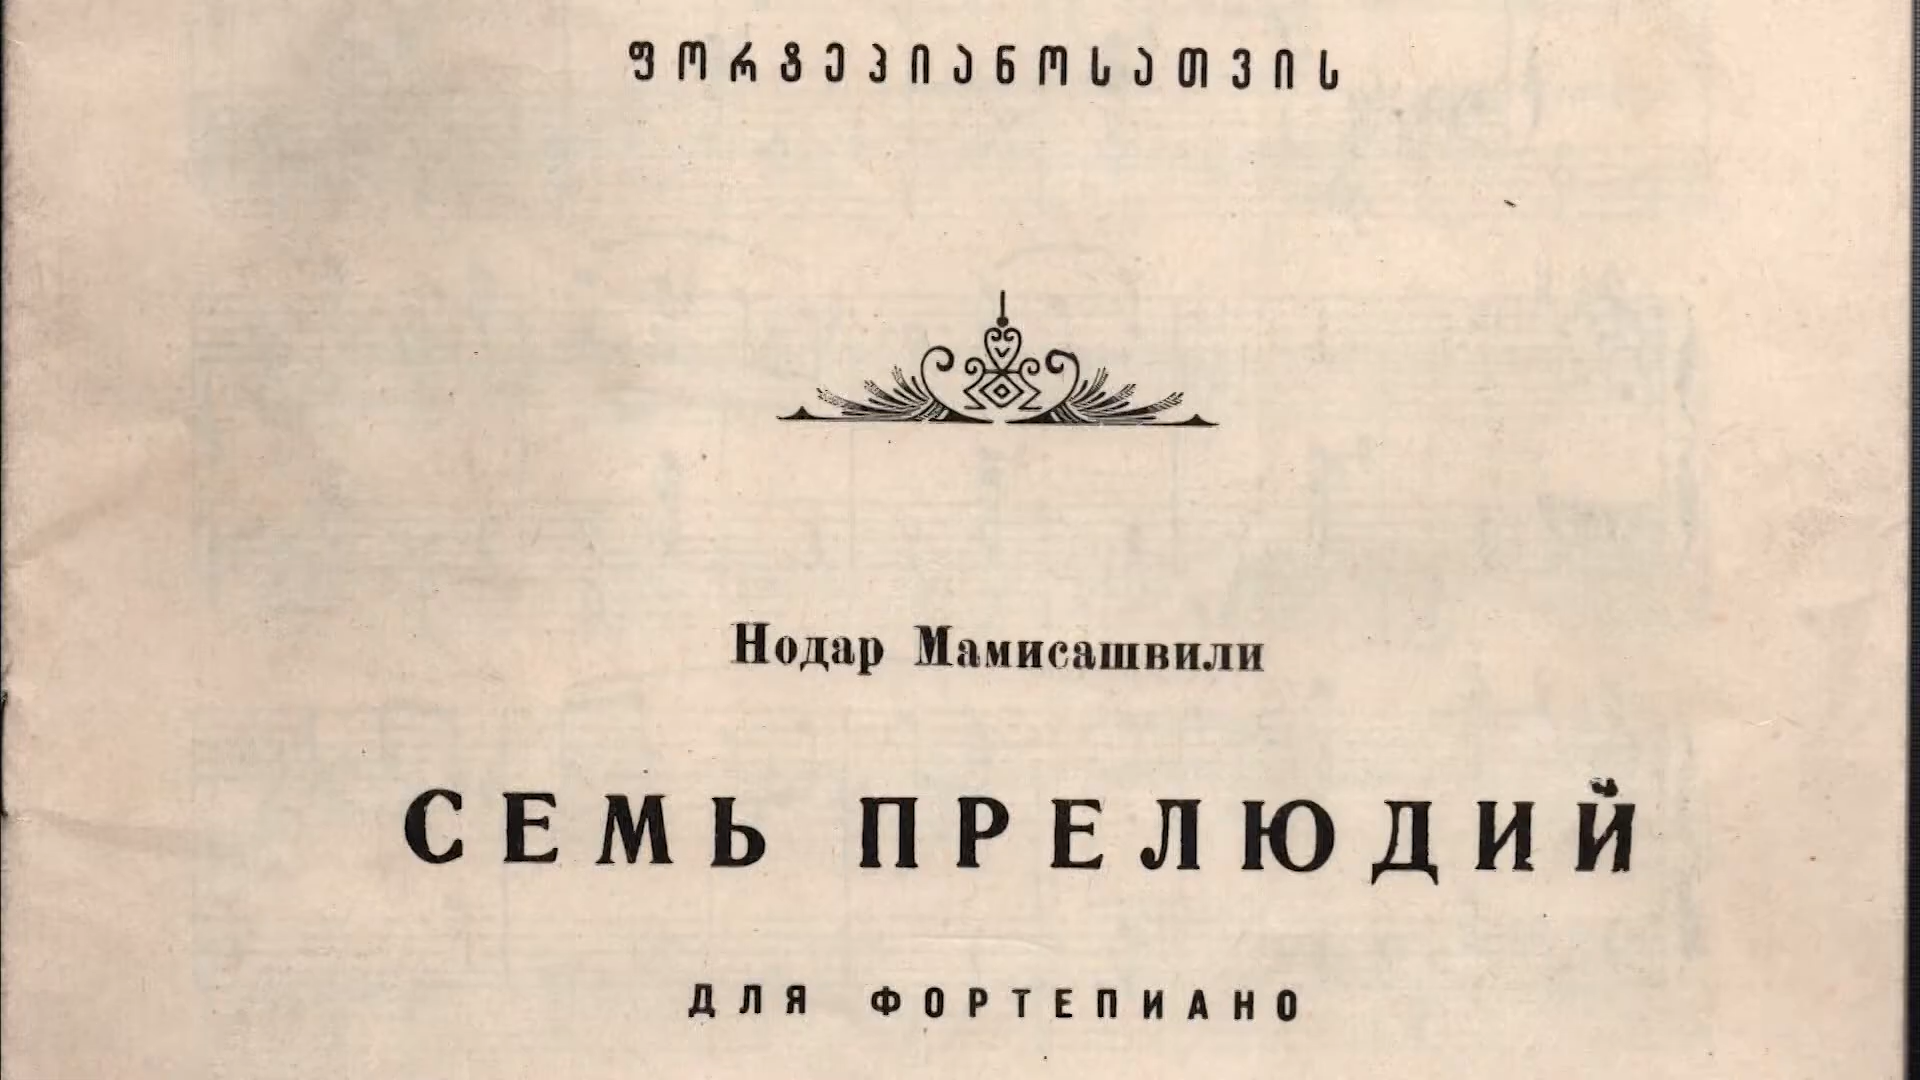 ფორტეპიანოსათვის
Нодар Мамисашвили
СЕМЬ ПРЕЛЮДИЙ
ДЛЯ ФОРТЕПИАНО